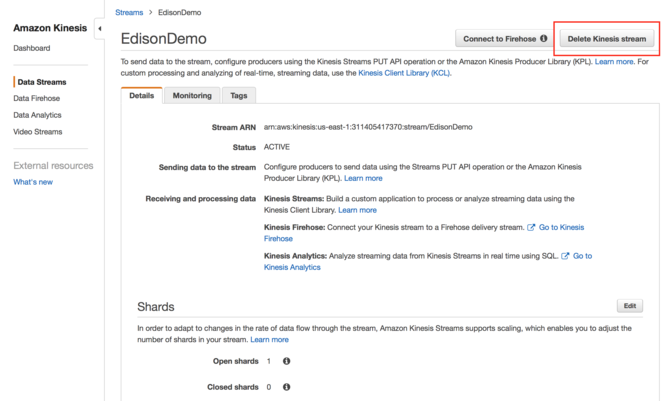 Streams > EdisonDemo
Amazon Kinesis
Dashboard
Data Streams
Data Firehose
Data Analytics
Video Streams
External resources
What's new
EdisonDemo
Connect to Firehose
Delete Kinesis stream
To send data to the stream, configure producers using the Kinesis Streams PUT API operation or the Amazon Kinesis Producer Library (KPL). Learn more. For
custom processing and analyzing of real-time, streaming data, use the Kinesis Client Library (KCL).
Details Monitoring Tags
Stream ARN arn:aws:kinesis:us-east-1:311405417370:stream/EdisonDemo
Status ACTIVE
Sending data to the stream Configure producers to send data using the Streams PUT API operation or the Amazon Kinesis
Producer Library (KPL). Learn more
Receiving and processing data Kinesis Streams: Build a custom application to process or analyze streaming data using the
Kinesis Client Library. Learn more
Kinesis Firehose: Connect your Kinesis stream to a Firehose delivery stream. Go to Kinesis
Firehose
Kinesis Analytics: Analyze streaming data from Kinesis Streams in real time using SQL. Go to
Kinesis Analytics
Shards
Edit
In order to adapt to changes in the rate of data flow through the stream, Amazon Kinesis Streams supports scaling, which enables you to adjust the
number of shards in your stream. Learn more
Open shards 1
Closed shards 0